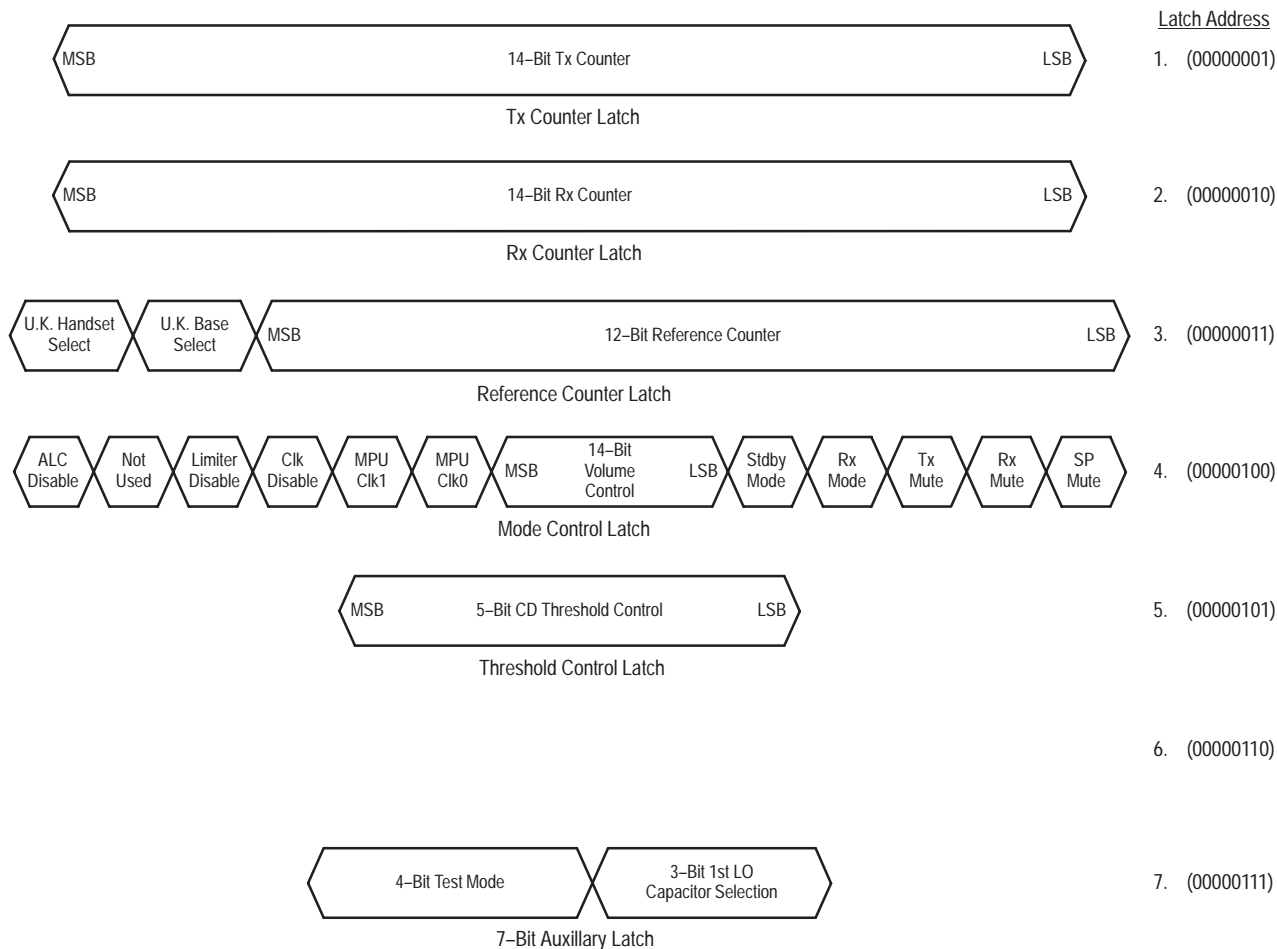 Latch Address
MSB 14–Bit Tx Counter LSB 1. (00000001)
Tx Counter Latch
MSB 14–Bit Rx Counter LSB 2. (00000010)
Rx Counter Latch
U.K. Handset
Select
U.K. Base
Select
MSB 12–Bit Reference Counter LSB 3. (00000011)
Reference Counter Latch
ALC
Disable
Not
Used
Limiter
Disable
Clk
Disable
MPU
Clk1
MPU
Clk0
MSB
14–Bit
Volume
Control
LSB
Stdby
Mode
Rx
Mode
Tx
Mute
Rx
Mute
SP
Mute
4. (00000100)
Mode Control Latch
MSB 5–Bit CD Threshold Control LSB 5. (00000101)
Threshold Control Latch
6. (00000110)
4–Bit Test Mode
3–Bit 1st LO
Capacitor Selection
7. (00000111)
7–Bit Auxillary Latch